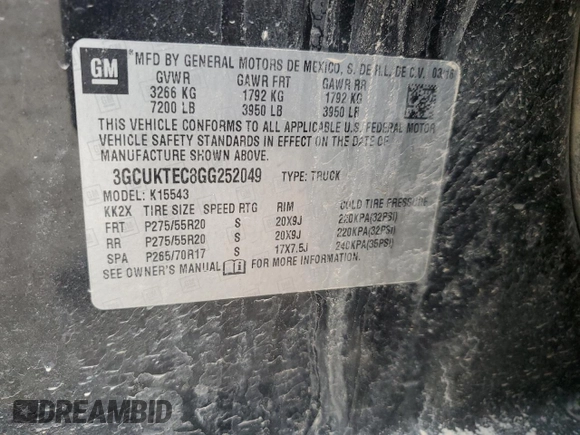 GM
*MFD BY GENERAL MOTORS DE MEXICO, S. DE R.L. DE C.V. 03/16
GVWR GAWR FRT GAWR RR
3266 KG 1792 KG 1792 KG
7200 LB 3950 LB 3950 LB
THIS VEHICLE CONFORMS TO ALL APPLICABLE U.S. FEDERAL MOTOR
VEHICLE SAFETY STANDARDS IN EFFECT ON THE DATE OF
MANUFACTURE SHOWN ABOVE.
3GCUKTEC8GG252049 TYPE: TRUCK
MODEL: K15543
KK2X TIRE SIZE SPEED RTG RIM COLD TIRE PRESSURE
FRT P275/55R20 S 20X9J 220KPA(32PSI)
RR P275/55R20 S 20X9J 220KPA(32PSI)
SPA P265/70R17 S 17X7.5J 240KPA(35PSI)
SEE OWNER'S MANUAL FOR MORE INFORMATION.
DREAMBID